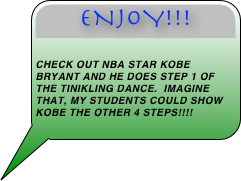 ENJOY!!!
CHECK OUT NBA STAR KOBE
BRYANT AND HE DOES STEP 1 OF
THE TINIKLING DANCE. IMAGINE
THAT, MY STUDENTS COULD SHOW
KOBE THE OTHER 4 STEPS!!!!